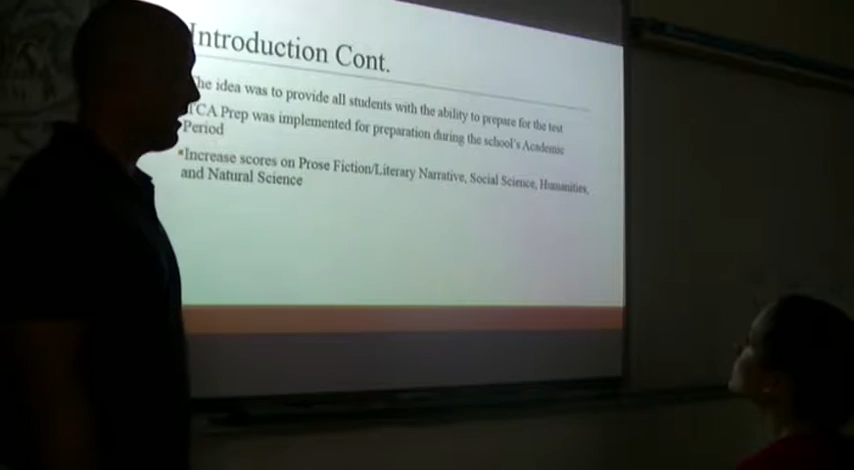 Introduction Cont.
he idea was to provide all students with the ability to prepare for the test
TCA Prep was implemented for preparation during the school's Academic
Period
▪Increase scores on Prose Fiction/Literary Narrative, Social Science, Humanities,
and Natural Science